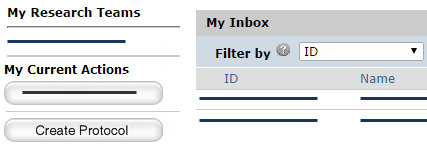 My Research Teams
My Current Actions
Create Protocol
My Inbox
Filter by ? ID
ID Name